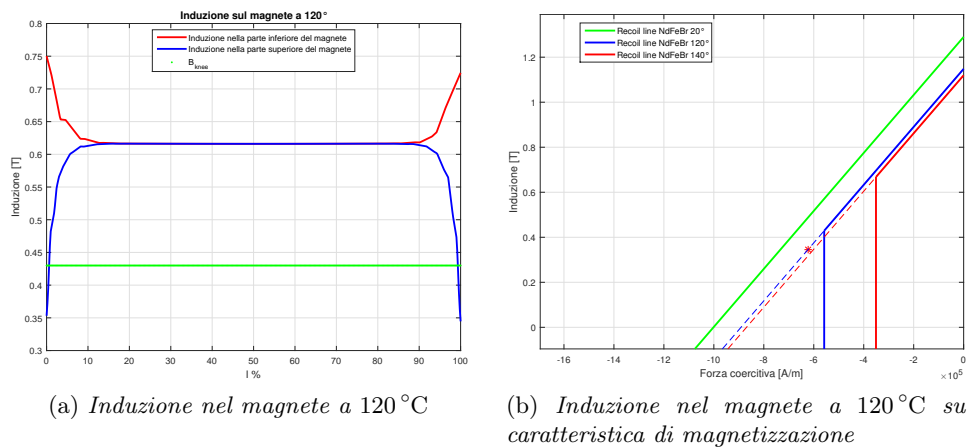 Induzione sul magnete a 120°
Induzione nella parte inferiore del magnete
Induzione nella parte superiore del magnete
B knee
Induzione [T]
0.8
0.75
0.7
0.65
0.6
0.55
0.5
0.45
0.4
0.35
0.3
0 10 20 30 40 50 60 70 80 90 100
l %
(a) Induzione nel magnete a 120 °C
Recoil line NdFeBr 20°
Recoil line NdFeBr 120°
Recoil line NdFeBr 140°
Induzione [T]
1.2
1
0.8
0.6
0.4
0.2
0
-16 -14 -12 -10 -8 -6 -4 -2 0
Forza coercitiva [A/m]
×10⁵
(b) Induzione nel magnete a 120 °C su
caratteristica di magnetizzazione